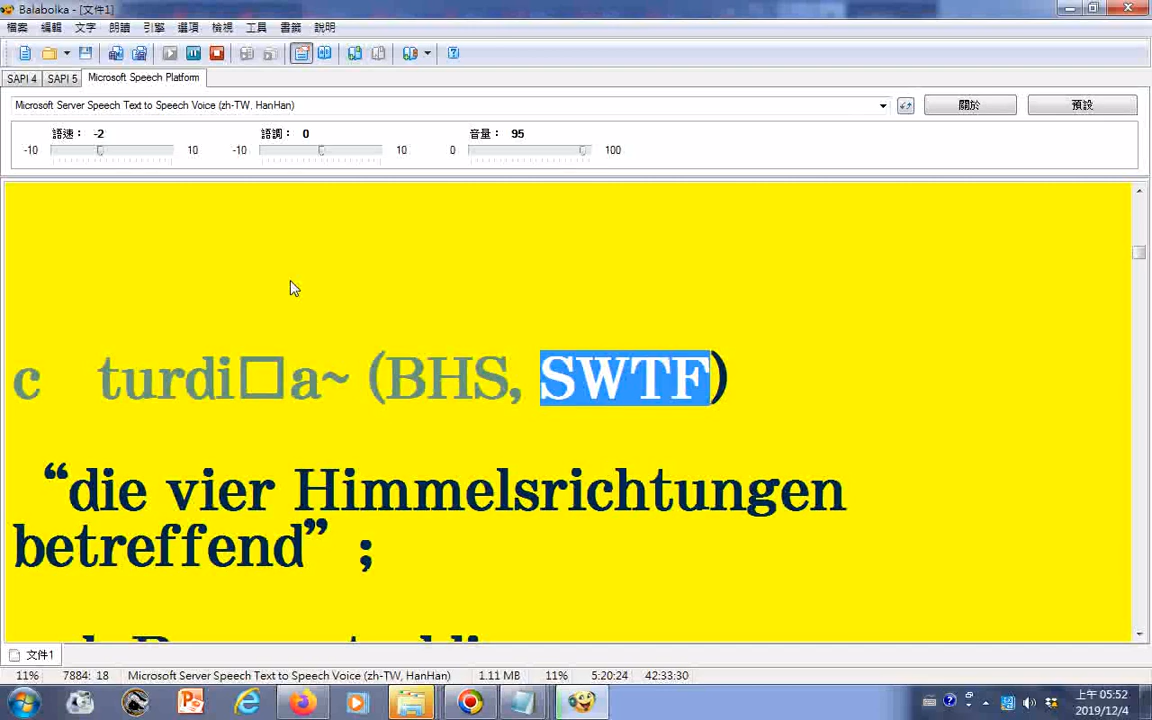 Balabolka - [文件1]
檔案 編輯 文字 朗讀 引擎 選項 檢視 工具 書籤 說明
SAPI 4 SAPI 5 Microsoft Speech Platform
Microsoft Server Speech Text to Speech Voice (zh-TW, HanHan) 關於 預設
語速： -2 語調： 0 音量： 95
-10 10 -10 10 0 100
c turdi□a~ (BHS, SWTF)
“die vier Himmelsrichtungen
betreffend” ;
文件1
11% 7884: 18 Microsoft Server Speech Text to Speech Voice (zh-TW, HanHan) 1.11 MB 11% 5:20:24 42:33:30
上午 05:52
2019/12/4